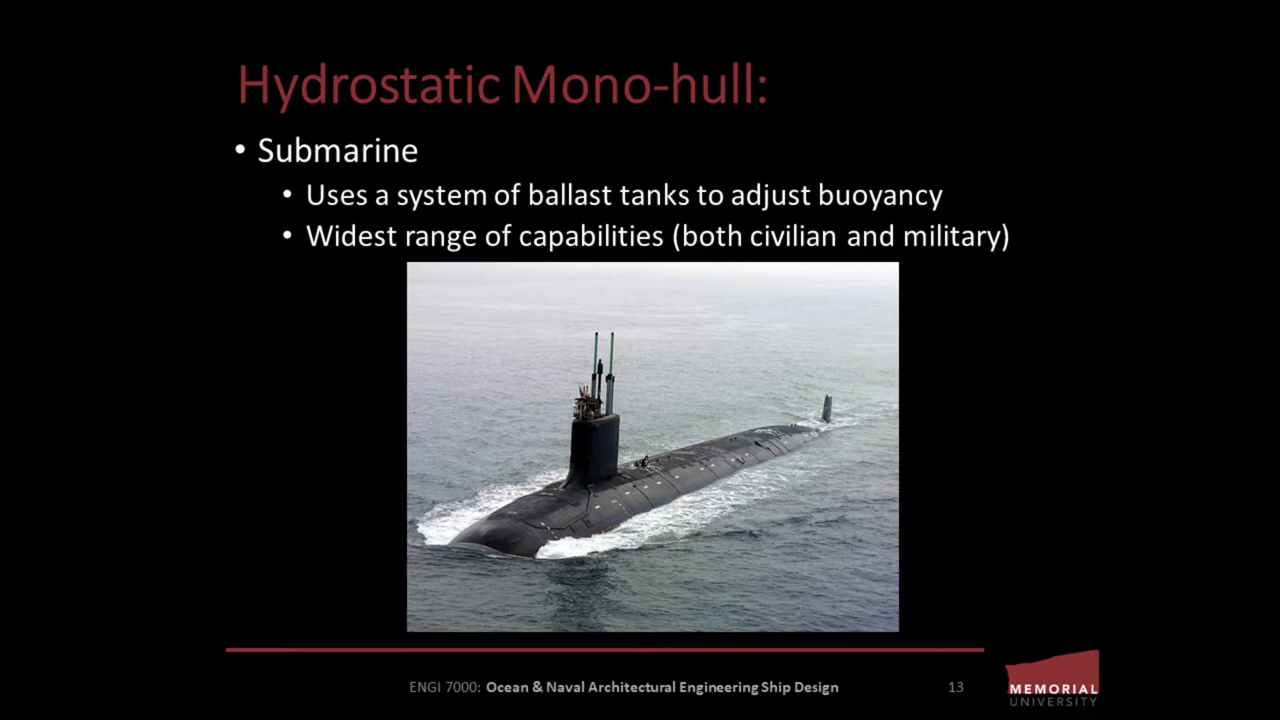 Hydrostatic Mono-hull:
• Submarine
• Uses a system of ballast tanks to adjust buoyancy
• Widest range of capabilities (both civilian and military)
ENGI 7000: Ocean & Naval Architectural Engineering Ship Design
13
MEMORIAL
UNIVERSITY